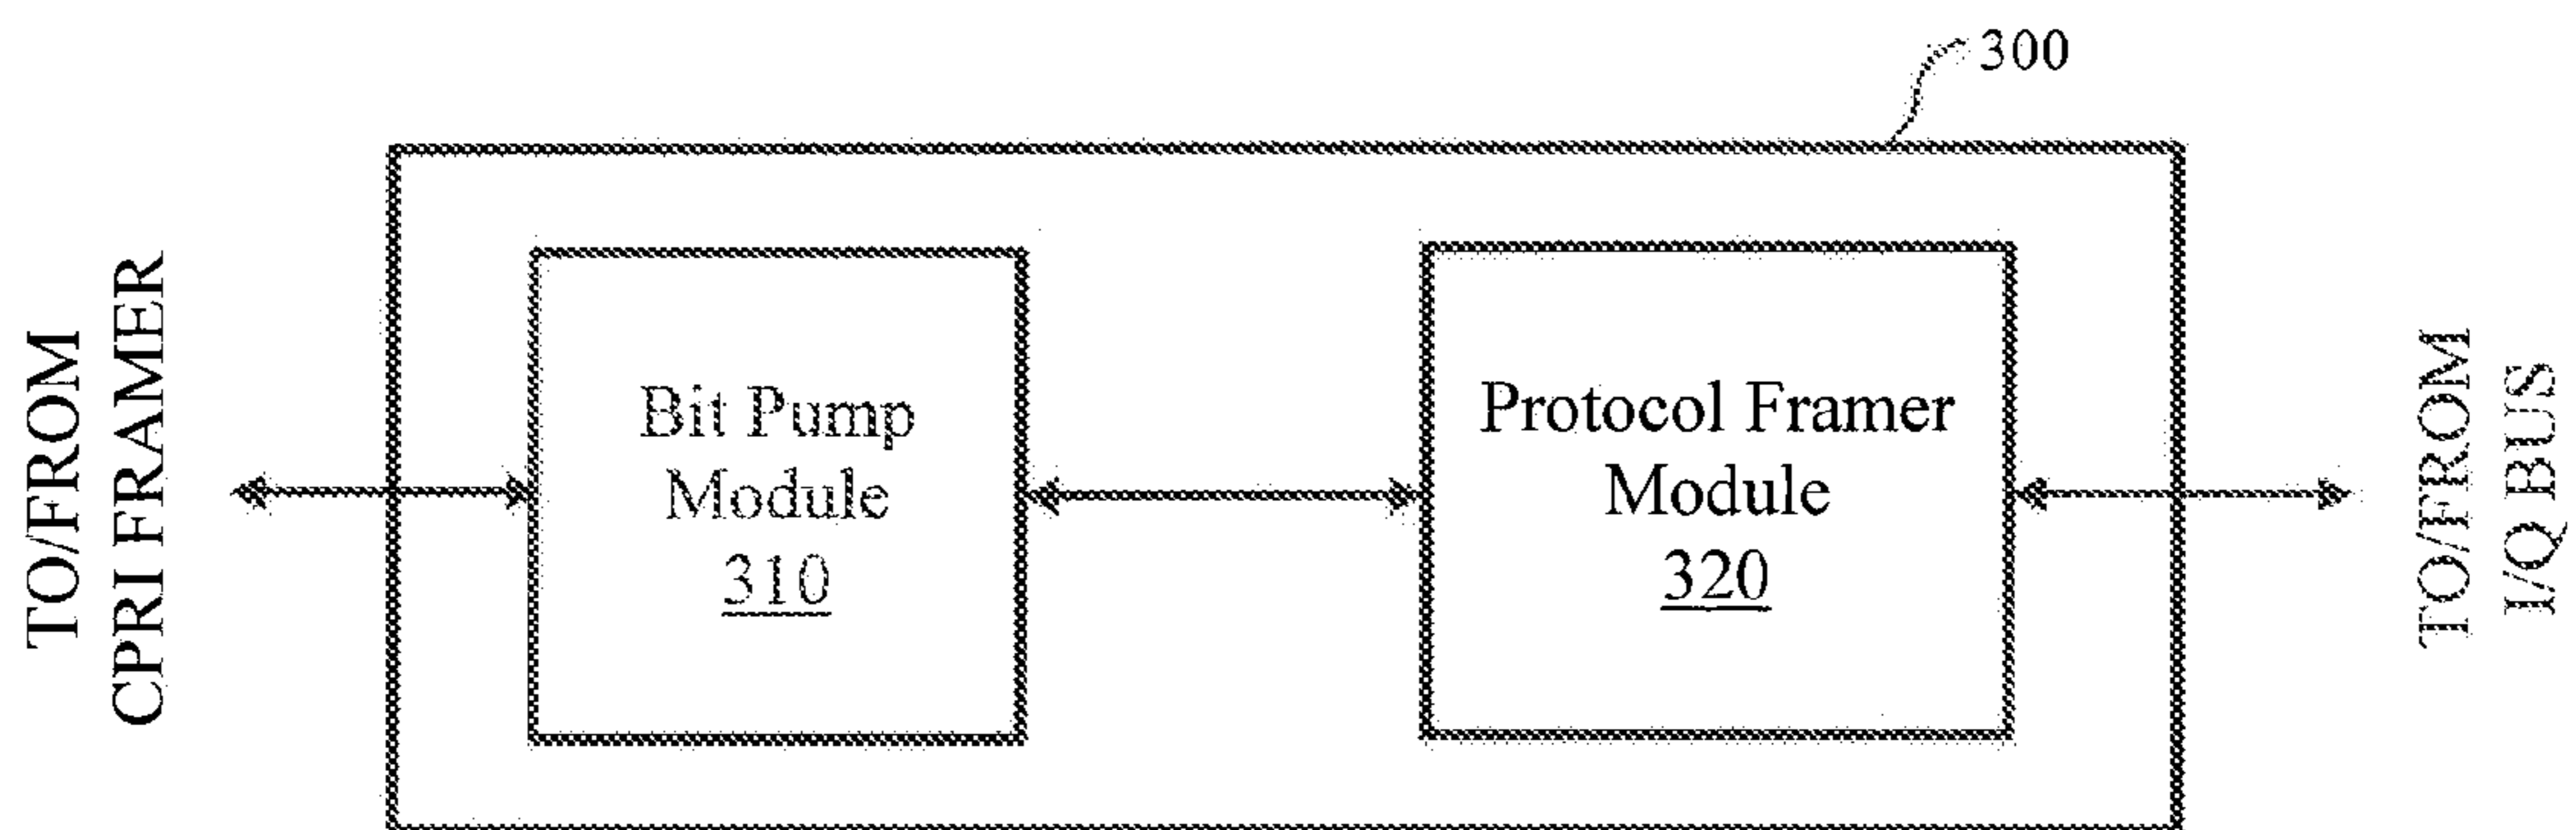 300
TO/FROM
CPRI FRAMER
Bit Pump
Module
310
Protocol Framer
Module
320
TO/FROM
I/Q BUS